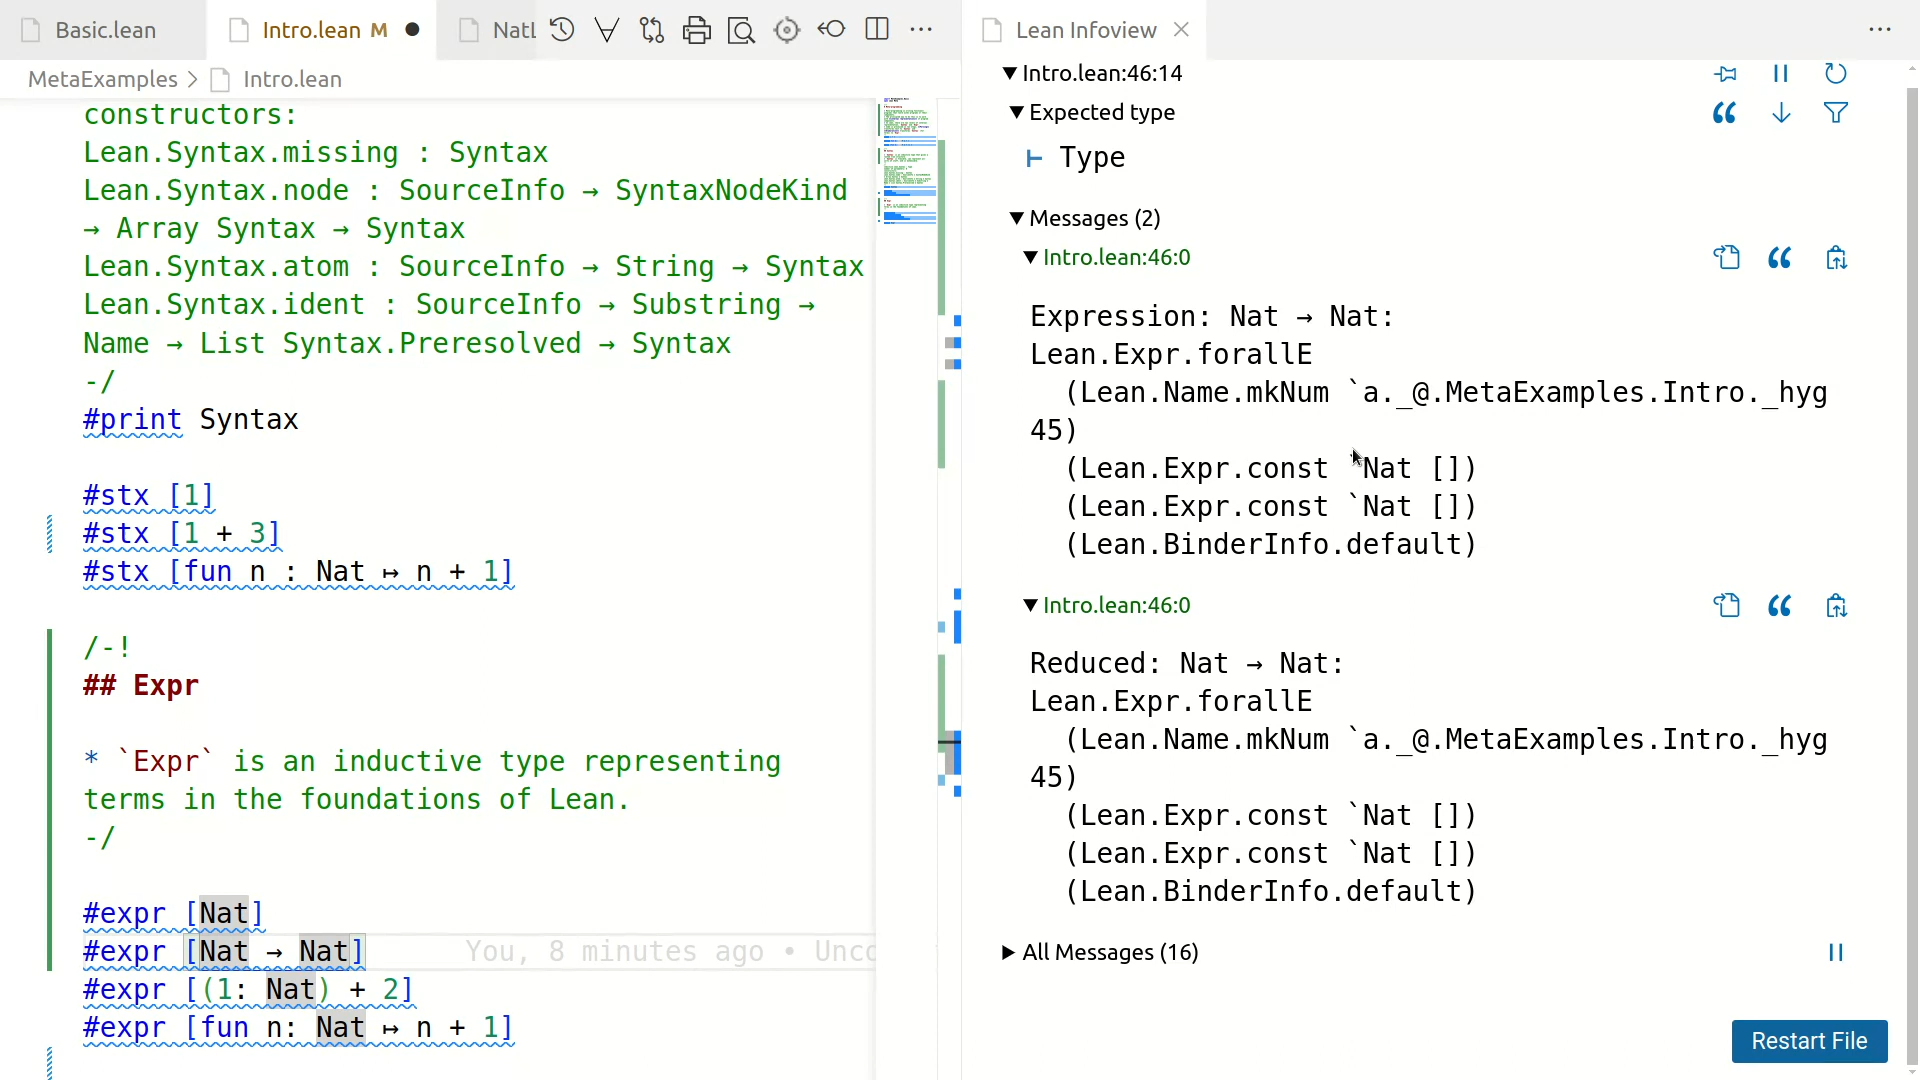 Basic.lean
Intro.lean M
Lean Infoview
MetaExamples > Intro.lean
constructors:
Lean.Syntax.missing : Syntax
Lean.Syntax.node : SourceInfo → SyntaxNodeKind
→ Array Syntax → Syntax
Lean.Syntax.atom : SourceInfo → String → Syntax
Lean.Syntax.ident : SourceInfo → Substring →
Name → List Syntax.Preresolved → Syntax
-/
#print Syntax
#stx [1]
#stx [1 + 3]
#stx [fun n : Nat ↦ n + 1]
/-!
## Expr
* `Expr` is an inductive type representing
terms in the foundations of Lean.
-/
#expr [Nat]
#expr [Nat → Nat] You, 8 minutes ago •
#expr [(1: Nat) + 2]
#expr [fun n: Nat ↦ n + 1]
Intro.lean:46:14
Expected type
⊢ Type
Messages (2)
Intro.lean:46:0
Expression: Nat → Nat:
Lean.Expr.forallE
(Lean.Name.mkNum `a._@.MetaExamples.Intro._hyg
45)
(Lean.Expr.const `Nat [])
(Lean.Expr.const `Nat [])
(Lean.BinderInfo.default)
Intro.lean:46:0
Reduced: Nat → Nat:
Lean.Expr.forallE
(Lean.Name.mkNum `a._@.MetaExamples.Intro._hyg
45)
(Lean.Expr.const `Nat [])
(Lean.Expr.const `Nat [])
(Lean.BinderInfo.default)
All Messages (16)
Restart File